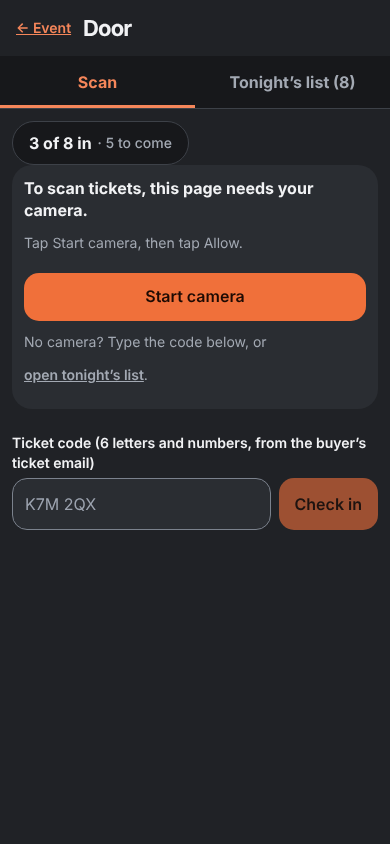 ← Event Door
Scan Tonight’s list (8)
3 of 8 in · 5 to come
To scan tickets, this page needs your
camera.
Tap Start camera, then tap Allow.
Start camera
No camera? Type the code below, or
open tonight’s list.
Ticket code (6 letters and numbers, from the buyer’s
ticket email)
K7M 2QX Check in